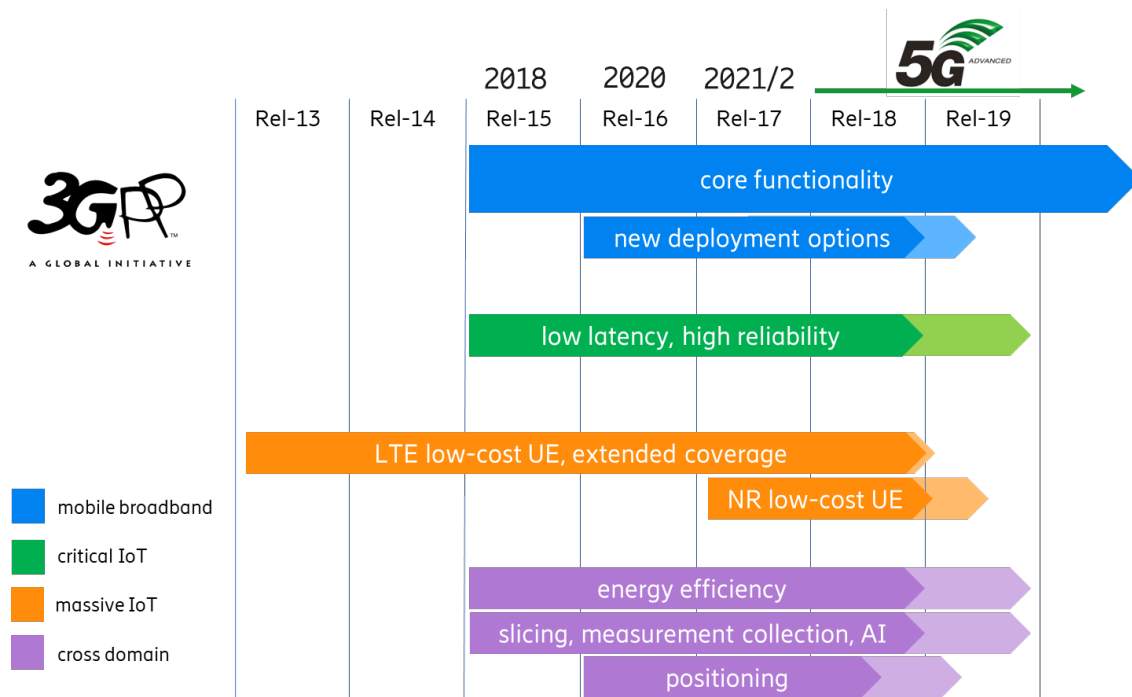 5G ADVANCED
2018 2020 2021/2
Rel-13 Rel-14 Rel-15 Rel-16 Rel-17 Rel-18 Rel-19
3GPP TM
A GLOBAL INITIATIVE
core functionality
new deployment options
low latency, high reliability
LTE low-cost UE, extended coverage
NR low-cost UE
mobile broadband
critical IoT
massive IoT
cross domain
energy efficiency
slicing, measurement collection, AI
positioning